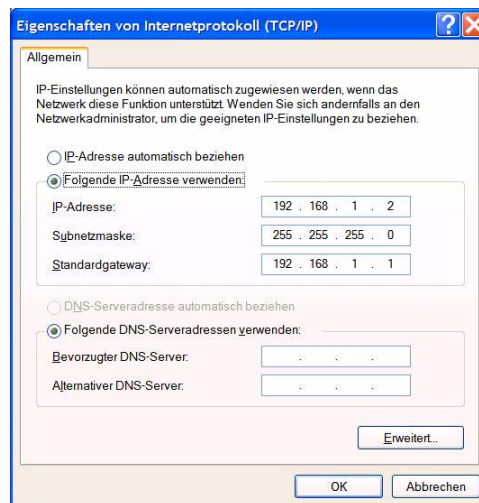 Eigenschaften von Internetprotokoll (TCP/IP)
Allgemein
IP-Einstellungen können automatisch zugewiesen werden, wenn das
Netzwerk diese Funktion unterstützt. Wenden Sie sich andernfalls an den
Netzwerkadministrator, um die geeigneten IP-Einstellungen zu beziehen.
IP-Adresse automatisch beziehen
Folgende IP-Adresse verwenden:
IP-Adresse: 192 . 168 . 1 . 2
Subnetzmaske: 255 . 255 . 255 . 0
Standardgateway: 192 . 168 . 1 . 1
DNS-Serveradresse automatisch beziehen
Folgende DNS-Serveradressen verwenden:
Bevorzugter DNS-Server: . . .
Alternativer DNS-Server: . . .
Erweitert...
OK Abbrechen